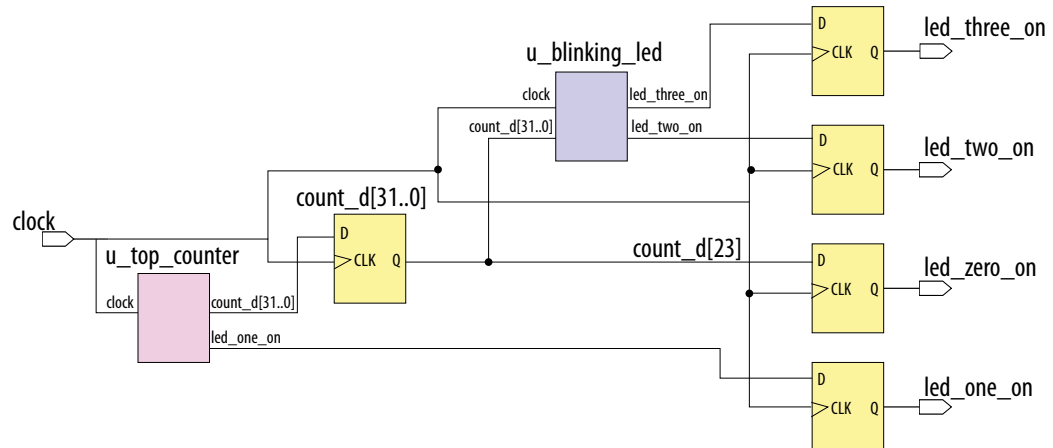 D
CLK Q
led_three_on
u_blinking_led
clock
count_d[31..0]
led_three_on
led_two_on
D
CLK Q
led_two_on
count_d[31..0]
D
CLK Q
clock
u_top_counter
clock
count_d[31..0]
led_one_on
count_d[23]
D
CLK Q
led_zero_on
D
CLK Q
led_one_on